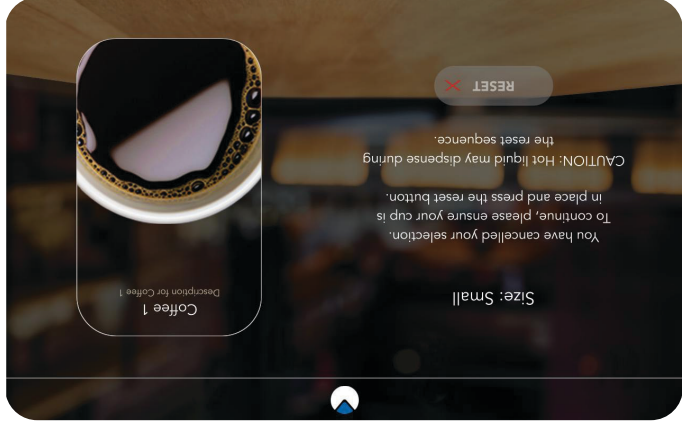 Size: Small
You have cancelled your selection.
To continue, please ensure your cup is
in place and press the reset button.
CAUTION: Hot liquid may dispense during
the reset sequence.
RESET
Coffee 1
Description for Coffee 1